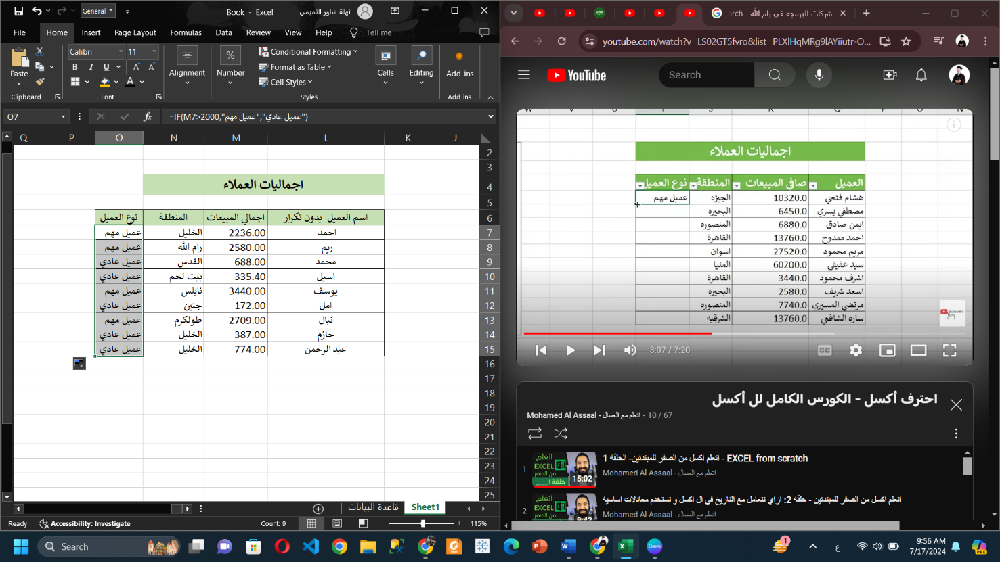 General
Book - Excel
نهلة شاور التميمي
File Home Insert Page Layout Formulas Data Review View Help Tell me
Paste
Clipboard
Calibri 11
B I U A A
A
Font
Alignment
%
Number
Conditional Formatting
Format as Table
Cell Styles
Styles
Cells
Editing
Add-ins
Add-ins
O7
fx
=IF(M7>2000,"عميل مهم","عميل عادي")
Q P O N M L K J
2
3
4
5
6
7
8
9
10
11
12
13
14
15
16
17
18
19
20
21
22
23
24
25
اجماليات العملاء
اسم العميل بدون تكرار اجمالي المبيعات المنطقة نوع العميل
احمد 2236.00 الخليل عميل مهم
ريم 2580.00 رام الله عميل مهم
محمد 688.00 القدس عميل عادي
اسيل 335.40 بيت لحم عميل عادي
يوسف 3440.00 نابلس عميل مهم
امل 172.00 جنين عميل عادي
نبال 2709.00 طولكرم عميل مهم
حازم 387.00 الخليل عميل عادي
عبد الرحمن 774.00 الخليل عميل عادي
قاعدة البيانات Sheet1
Ready Accessibility: Investigate Count: 9 115%
شركات البرمجة في رام الله - arch
youtube.com/watch?v=LS02GT5fvro&list=PLXlHqMRg9lAYiiutr-O...
YouTube
Search
اجماليات العملاء
العميل صافي المبيعات المنطقة نوع العميل
هشام فتحي 10320.0 الجيزه عميل مهم
مصطفي يسري 6450.0 البحيره
ايمن صادق 6880.0 المنصوره
احمد ممدوح 13760.0 القاهرة
مريم محمود 27520.0 اسوان
سيد عفيفي 60200.0 المنيا
اشرف محمود 3440.0 القاهرة
اسعد شريف 2580.0 البحيره
مرتضي المسيري 7740.0 المنصوره
ساره الشافعي 13760.0 الشرقيه
Subscribe
3:07 / 7:20
CC
احترف أكسل - الكورس الكامل لل أكسل
Mohamed Al Assaal - اتعلم مع العسال - 10 / 67
1
اتعلم
EXCEL
من الصفر
حلقة 1
15:02
اتعلم اكسل من الصفر للمبتدئين- الحلقه 1 - EXCEL from scratch
Mohamed Al Assaal - اتعلم مع العسال
2
اتعلم
EXCEL
من الصفر
اتعلم اكسل من الصفر للمبتدئين - حلقة 2: ازاي تتعامل مع التاريخ في ال اكسل و تستخدم معادلات اساسيه
Mohamed Al Assaal - اتعلم مع العسال
Search
1
ع
9:56 AM
7/17/2024
PRE